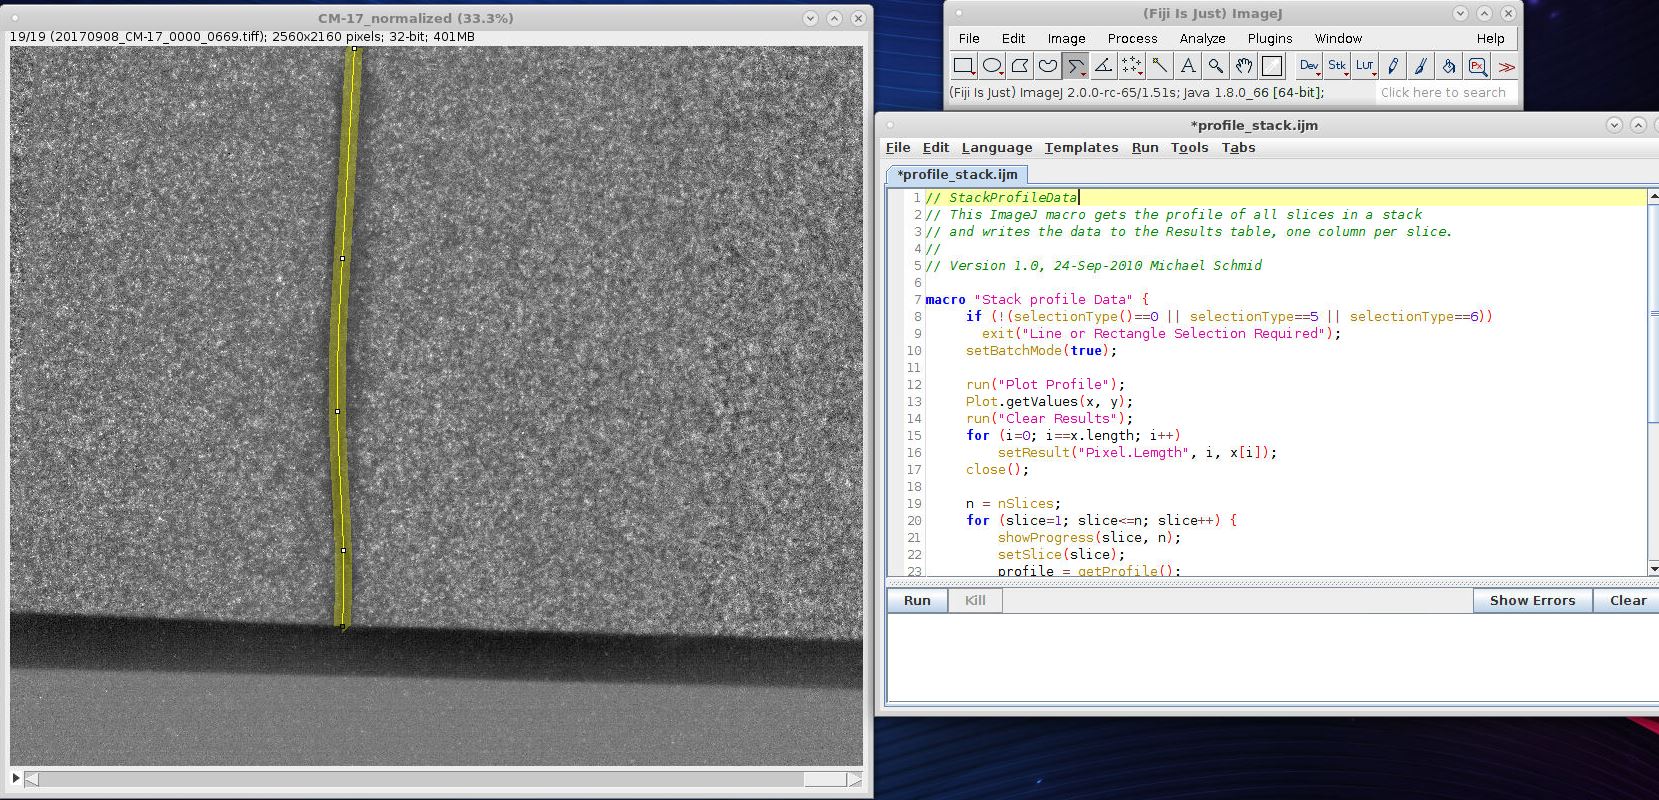 CM-17_normalized (33.3%)
19/19 (20170908_CM-17_0000_0669.tiff); 2560x2160 pixels; 32-bit; 401MB
(Fiji Is Just) ImageJ
File Edit Image Process Analyze Plugins Window Help
A Dev Stk LUT Px >>
(Fiji Is Just) ImageJ 2.0.0-rc-65/1.51s; Java 1.8.0_66 [64-bit]; Click here to search
*profile_stack.ijm
File Edit Language Templates Run Tools Tabs
*profile_stack.ijm
1 // StackProfileData
2 // This ImageJ macro gets the profile of all slices in a stack
3 // and writes the data to the Results table, one column per slice.
4 //
5 // Version 1.0, 24-Sep-2010 Michael Schmid
6
7 macro "Stack profile Data" {
8 if (!(selectionType()==0 || selectionType==5 || selectionType==6))
9 exit("Line or Rectangle Selection Required");
10 setBatchMode(true);
11
12 run("Plot Profile");
13 Plot.getValues(x, y);
14 run("Clear Results");
15 for (i=0; i==x.length; i++)
16 setResult("Pixel.Lemgth", i, x[i]);
17 close();
18
19 n = nSlices;
20 for (slice=1; slice<=n; slice++) {
21 showProgress(slice, n);
22 setSlice(slice);
23 profile = getProfile();
Run Kill Show Errors Clear